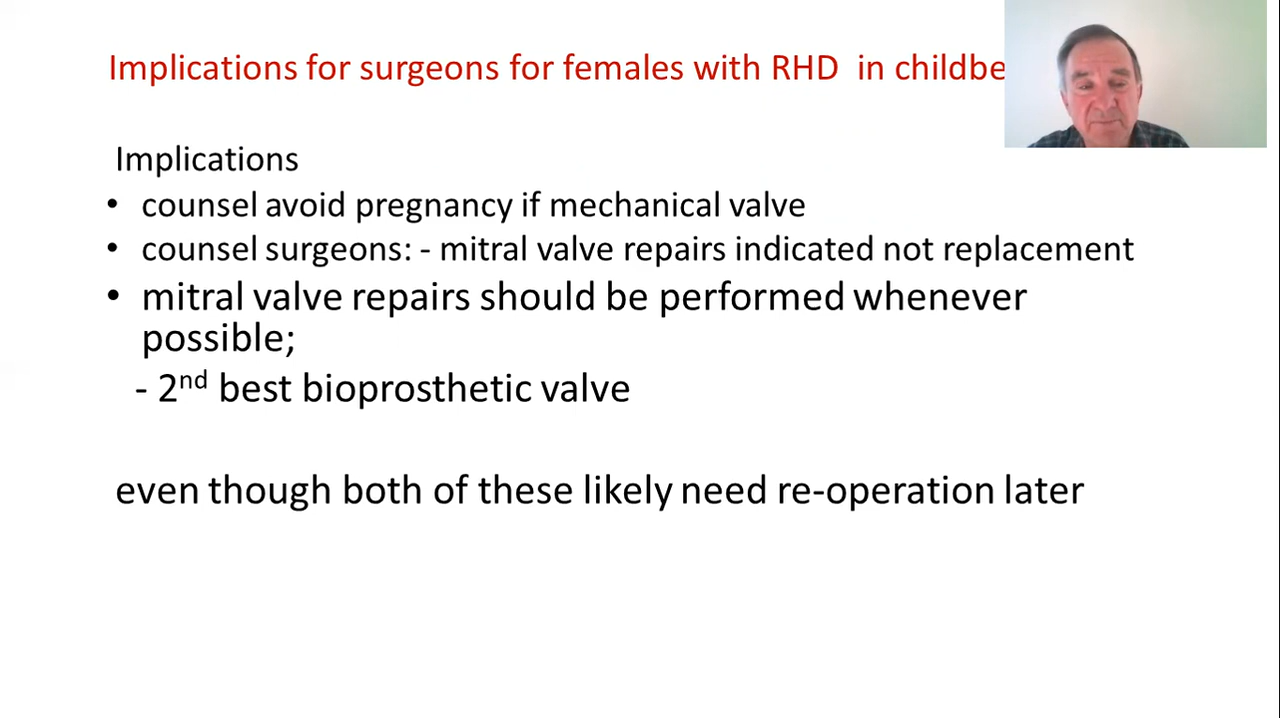 Implications for surgeons for females with RHD in childbe
Implications
• counsel avoid pregnancy if mechanical valve
• counsel surgeons: - mitral valve repairs indicated not replacement
• mitral valve repairs should be performed whenever
possible;
- 2nd best bioprosthetic valve
even though both of these likely need re-operation later